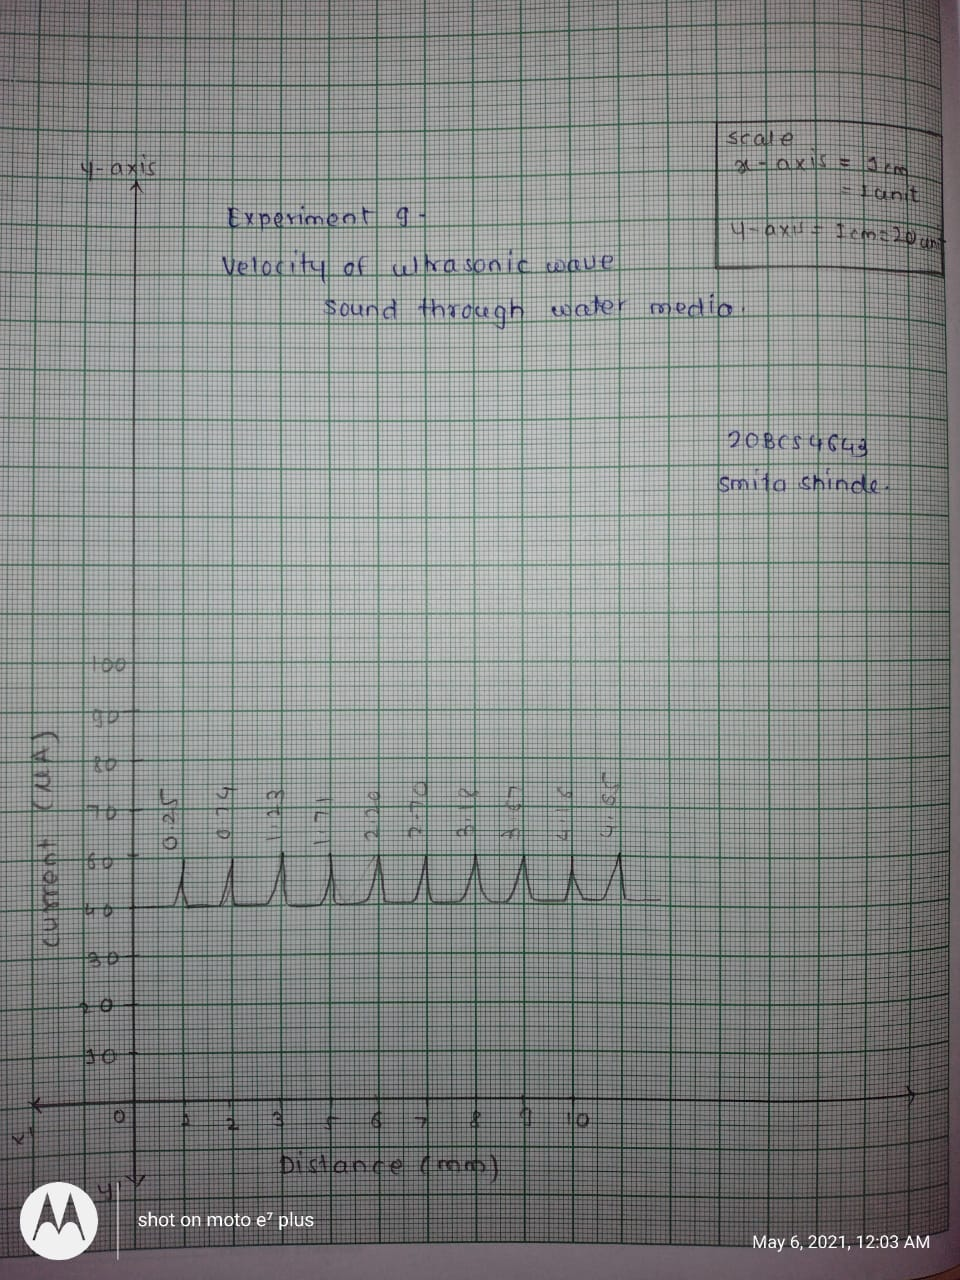 y-axis
scale
x-axis = 1cm
= 1 unit
y-axis = 1cm=20 unit
Experiment 9-
Velocity of ultrasonic wave
sound through water media.
20BCS4643
Smita Shinde.
100
90
80
70
60
40
30
20
10
current (μA)
0.25 0.74 1.23 1.71 2.20 2.70 3.18 3.67 4.16 4.65
0 1 2 3 5 6 7 8 9 10
x'
Distance (mm)
y'
shot on moto e⁷ plus
May 6, 2021, 12:03 AM